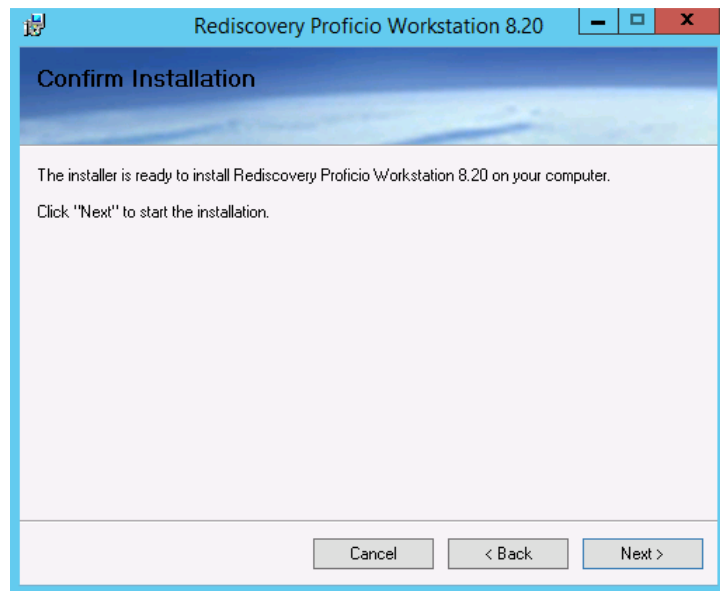 Rediscovery Proficio Workstation 8.20
Confirm Installation
The installer is ready to install Rediscovery Proficio Workstation 8.20 on your computer.
Click "Next" to start the installation.
Cancel
< Back
Next >